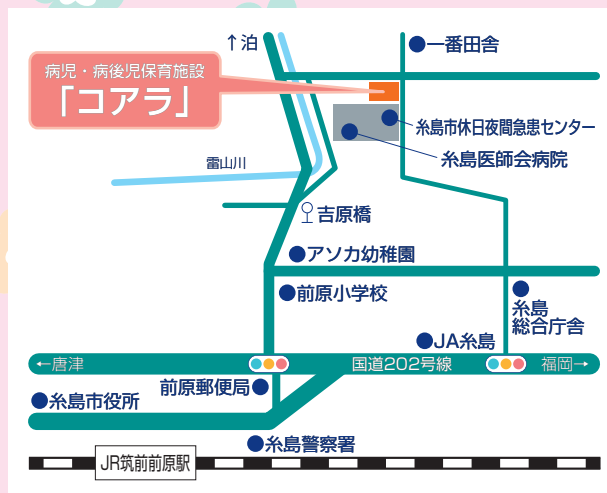 ↑泊
一番田舎
病児・病後児保育施設
「コアラ」
糸島市休日夜間急患センター
糸島医師会病院
雷山川
吉原橋
アソカ幼稚園
前原小学校
糸島
総合庁舎
JA糸島
←唐津
国道202号線
福岡→
前原郵便局
糸島市役所
糸島警察署
JR筑前前原駅